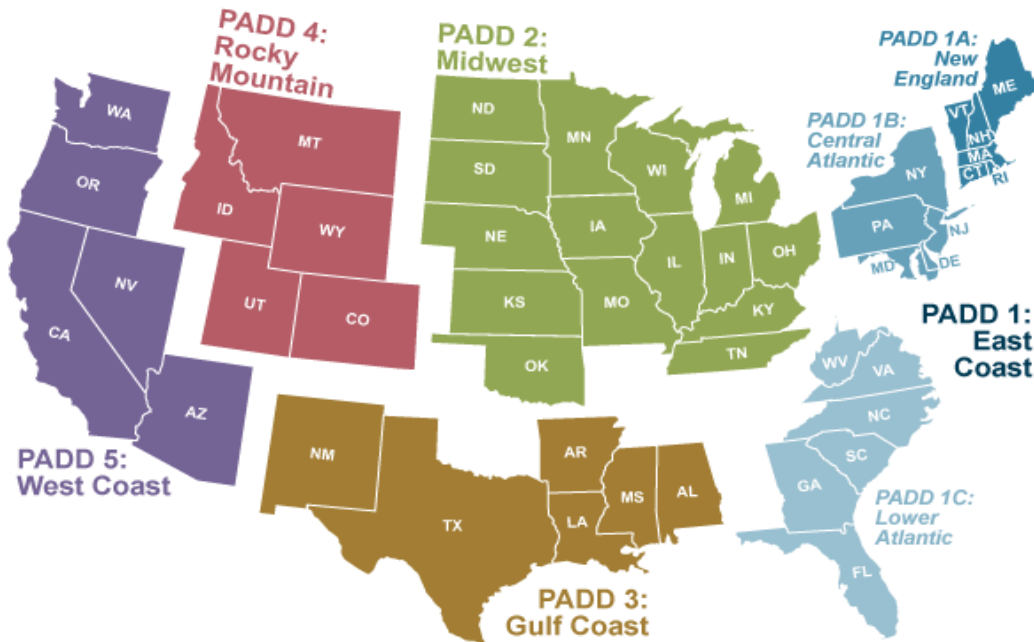 PADD 4:
Rocky
Mountain
PADD 2:
Midwest
PADD 1A:
New
England
PADD 1B:
Central
Atlantic
PADD 1:
East
Coast
PADD 1C:
Lower
Atlantic
PADD 5:
West Coast
PADD 3:
Gulf Coast
WA
OR
CA
NV
AZ
MT
ID
WY
UT
CO
ND
SD
NE
KS
OK
MN
IA
MO
WI
IL
MI
IN
OH
KY
TN
ME
VT
NH
MA
CT
RI
NY
PA
NJ
MD
DE
WV
VA
NC
SC
GA
FL
NM
TX
AR
LA
MS
AL